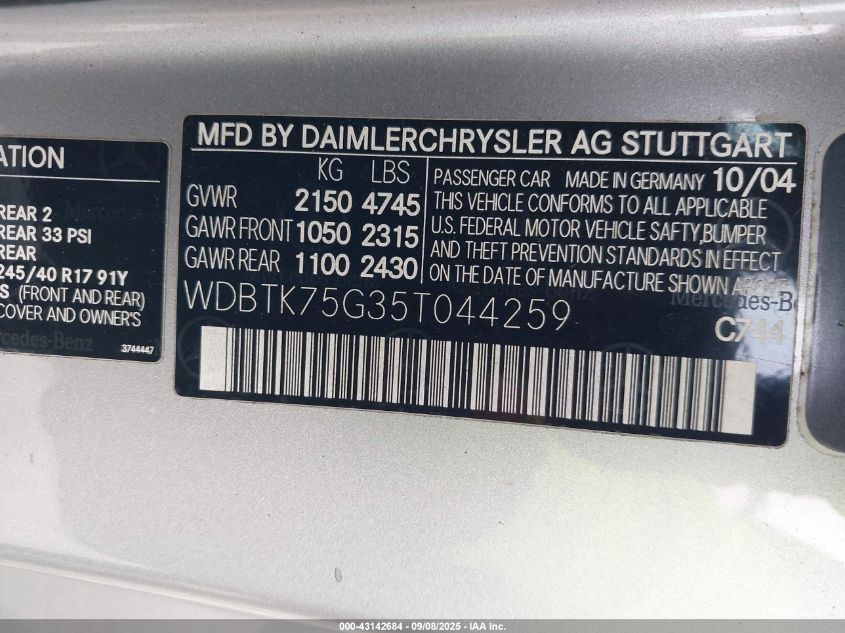 ATION
REAR 2
REAR 33 PSI
REAR
245/40 R17 91Y
S (FRONT AND REAR)
COVER AND OWNER'S
rcedes-Benz
3744447
MFD BY DAIMLERCHRYSLER AG STUTTGART
KG LBS
GVWR 2150 4745
GAWR FRONT 1050 2315
GAWR REAR 1100 2430
PASSENGER CAR MADE IN GERMANY 10/04
THIS VEHICLE CONFORMS TO ALL APPLICABLE
U.S. FEDERAL MOTOR VEHICLE SAFTY,BUMPER
AND THEFT PREVENTION STANDARDS IN EFFECT
ON THE DATE OF MANUFACTURE SHOWN ABOVE
Mercedes-Benz
WDBTK75G35T044259
C744
000-43142684 - 09/08/2025 - IAA Inc.